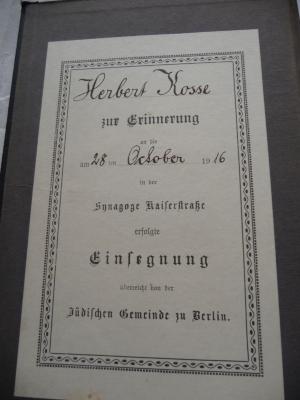 Herbert Kosse
zur Erinnerung
an die
am 28 ten October 1916
in der
Synagoge Kaiserstraße
erfolgte
Einsegnung
überreicht von der
Jüdischen Gemeinde zu Berlin.